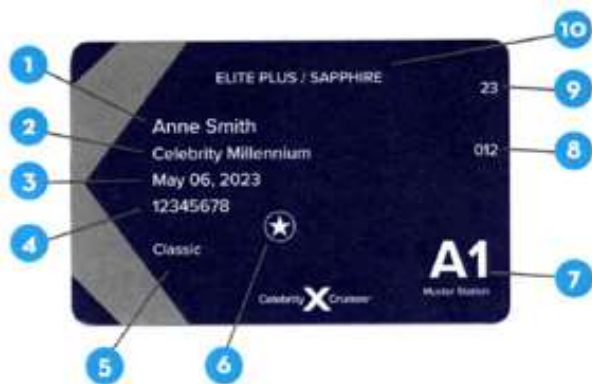 10
ELITE PLUS / SAPPHIRE
1
23
9
Anne Smith
2
Celebrity Millennium
012
8
3
May 06, 2023
4
12345678
Classic
A1
7
Muster Station
Celebrity X Cruises
5
6